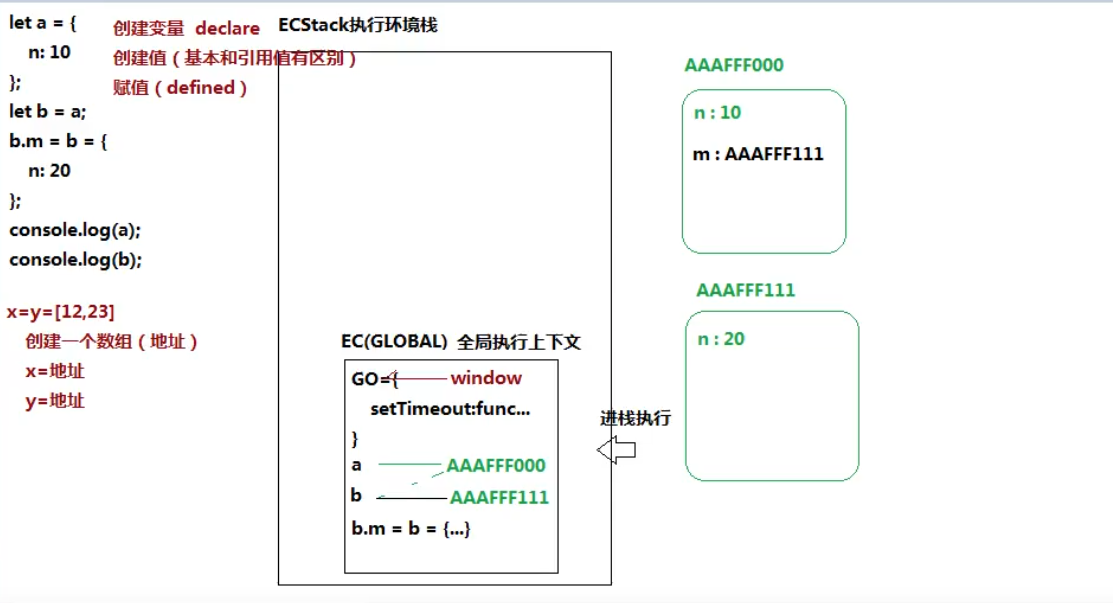 let a = {
n: 10
};
let b = a;
b.m = b = {
n: 20
};
console.log(a);
console.log(b);
创建变量 declare
创建值（基本和引用值有区别）
赋值（defined）
x=y=[12,23]
创建一个数组（地址）
x=地址
y=地址
ECStack执行环境栈
EC(GLOBAL) 全局执行上下文
GO={ window
setTimeout:func...
}
a AAAFFF000
b AAAFFF111
b.m = b = {...}
进栈执行
AAAFFF000
n : 10
m : AAAFFF111
AAAFFF111
n : 20